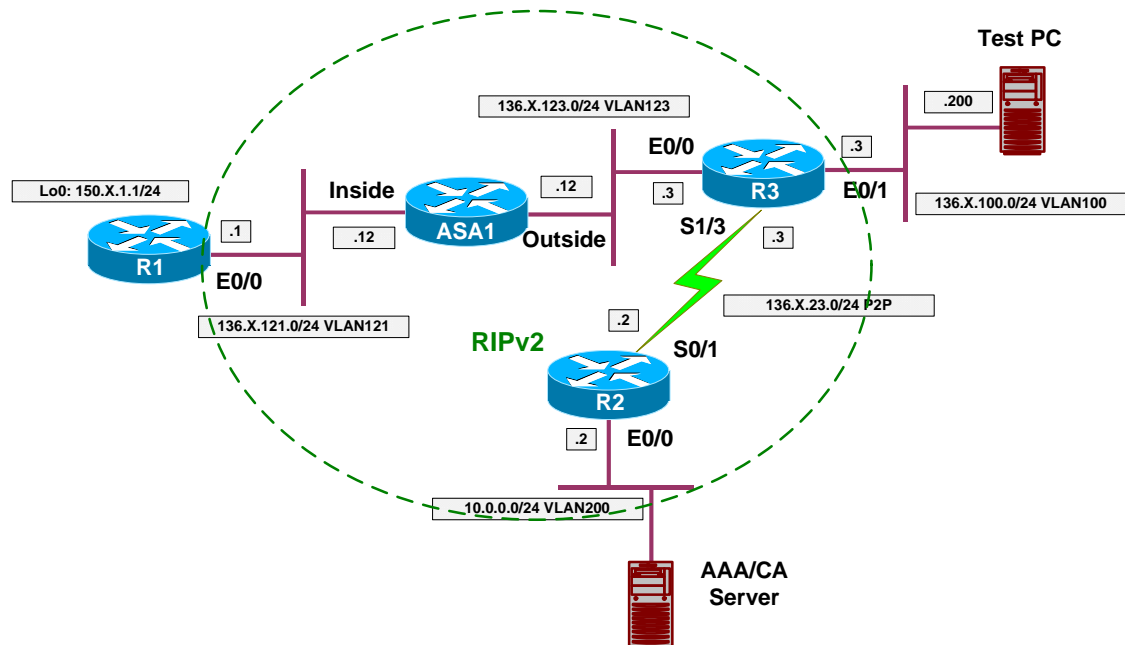 Test PC
136.X.123.0/24 VLAN123
.200
E0/0
.3
Lo0: 150.X.1.1/24
Inside
.12
.3
R3
E0/1
ASA1
Outside
S1/3
136.X.100.0/24 VLAN100
.1
.12
.3
R1
E0/0
136.X.23.0/24 P2P
.2
136.X.121.0/24 VLAN121
RIPv2
S0/1
R2
.2
E0/0
10.0.0.0/24 VLAN200
AAA/CA
Server